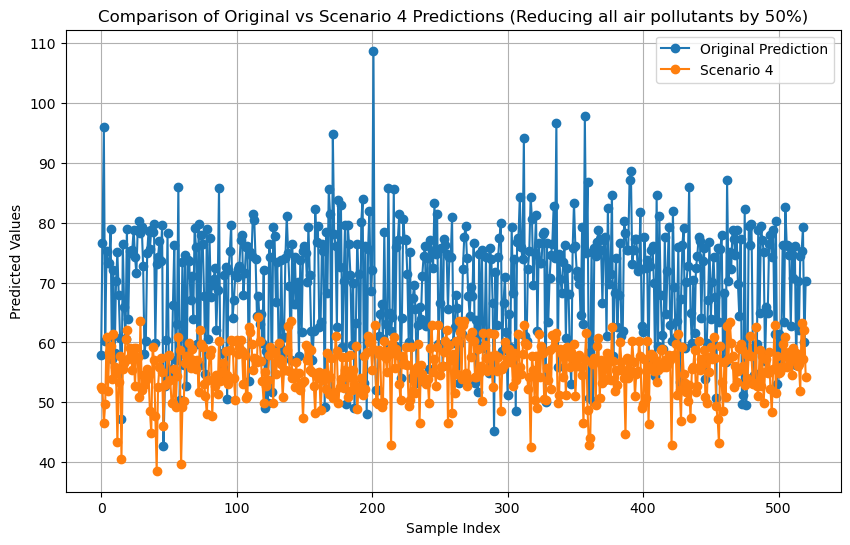 Comparison of Original vs Scenario 4 Predictions (Reducing all air pollutants by 50%)
Original Prediction
Scenario 4
Predicted Values
110
100
90
80
70
60
50
40
0 100 200 300 400 500
Sample Index